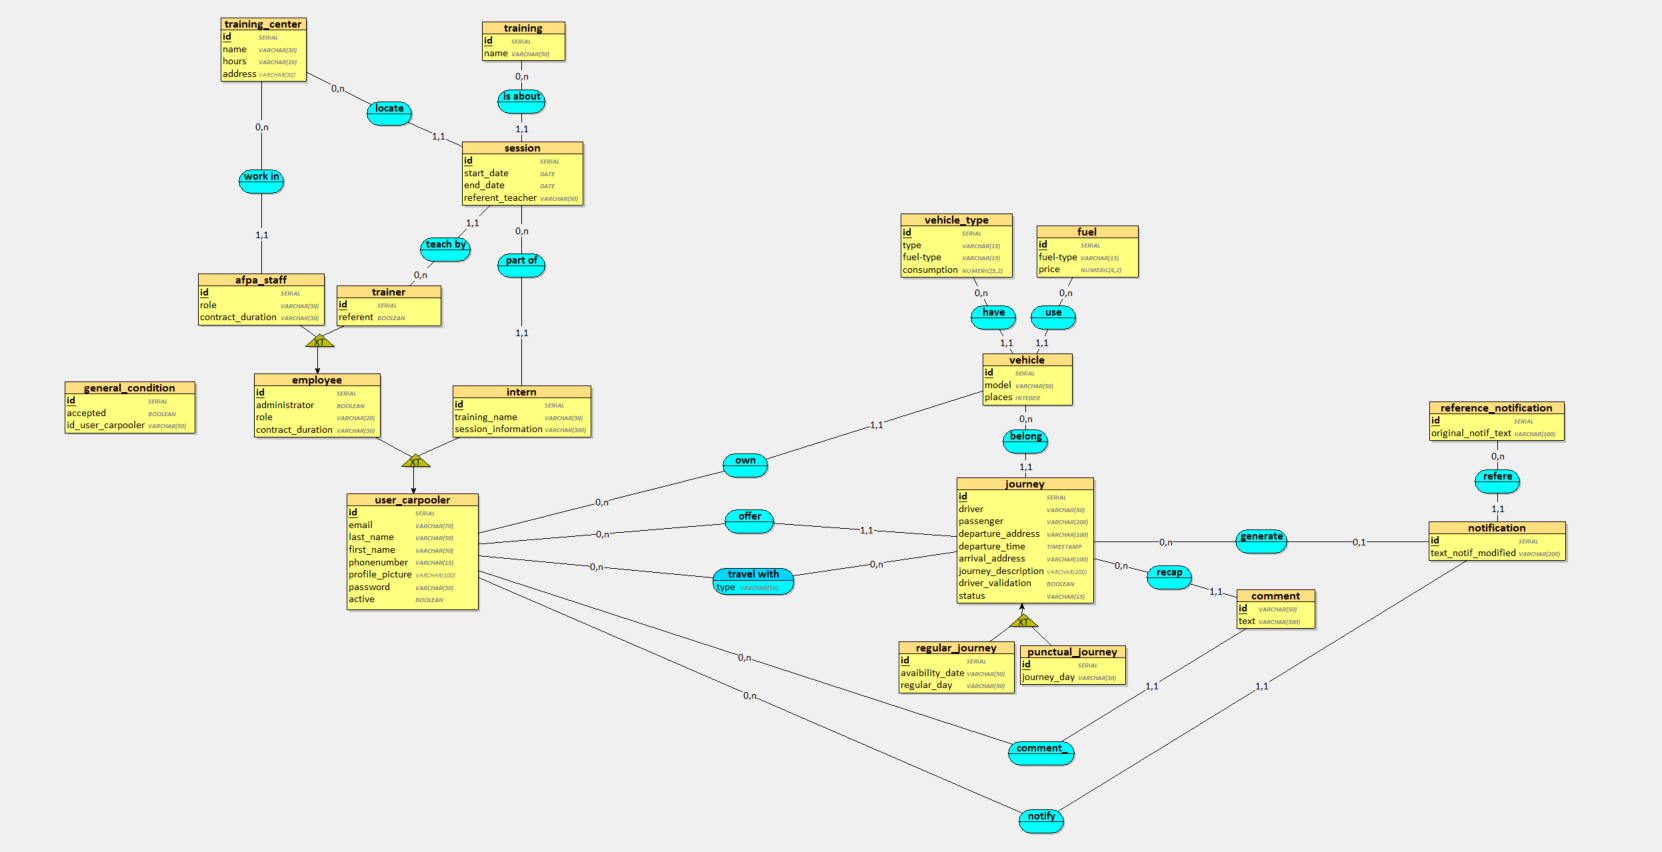 training_center
id SERIAL
name VARCHAR(50)
hours VARCHAR(20)
address VARCHAR(50)
training
id SERIAL
name VARCHAR(50)
0,n
is about
1,1
0,n
locate
1,1
0,n
work in
1,1
session
id SERIAL
start_date DATE
end_date DATE
referent_teacher VARCHAR(50)
1,1
teach by
0,n
0,n
part of
1,1
afpa_staff
id SERIAL
role VARCHAR(50)
contract_duration VARCHAR(50)
trainer
id SERIAL
referent BOOLEAN
XT
general_condition
id SERIAL
accepted BOOLEAN
id_user_carpooler VARCHAR(50)
employee
id SERIAL
administrator BOOLEAN
role VARCHAR(20)
contract_duration VARCHAR(50)
intern
id SERIAL
training_name VARCHAR(50)
session_information VARCHAR(300)
XT
user_carpooler
id SERIAL
email VARCHAR(70)
last_name VARCHAR(50)
first_name VARCHAR(50)
phonenumber VARCHAR(15)
profile_picture VARCHAR(100)
password VARCHAR(50)
active BOOLEAN
vehicle_type
id SERIAL
type VARCHAR(15)
fuel-type VARCHAR(15)
consumption NUMERIC(5,2)
fuel
id SERIAL
fuel-type VARCHAR(15)
price NUMERIC(4,2)
0,n
have
1,1
0,n
use
1,1
vehicle
id SERIAL
model VARCHAR(50)
places INTEGER
0,n
belong
1,1
1,1
own
0,n
0,n
offer
1,1
0,n
travel with
type VARCHAR(50)
0,n
journey
id SERIAL
driver VARCHAR(50)
passenger VARCHAR(200)
departure_address VARCHAR(100)
departure_time TIMESTAMP
arrival_address VARCHAR(100)
journey_description VARCHAR(200)
driver_validation BOOLEAN
status VARCHAR(15)
XT
regular_journey
id SERIAL
avaibility_date VARCHAR(50)
regular_day VARCHAR(50)
punctual_journey
id SERIAL
journey_day VARCHAR(50)
0,n
generate
0,1
0,n
recap
1,1
comment
id VARCHAR(50)
text VARCHAR(300)
reference_notification
id SERIAL
original_notif_text VARCHAR(100)
0,n
refere
1,1
notification
id SERIAL
text_notif_modified VARCHAR(200)
0,n
comment_
1,1
0,n
notify
1,1